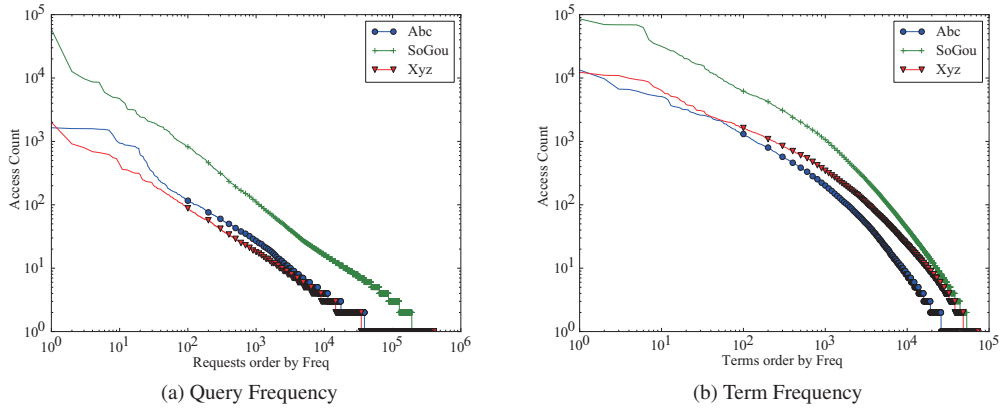 10^5
10^4
10^3
10^2
10^1
10^0
Access Count
10^0 10^1 10^2 10^3 10^4 10^5 10^6
Requests order by Freq
Abc
SoGou
Xyz
(a) Query Frequency
10^5
10^4
10^3
10^2
10^1
10^0
Access Count
10^0 10^1 10^2 10^3 10^4 10^5
Terms order by Freq
Abc
SoGou
Xyz
(b) Term Frequency